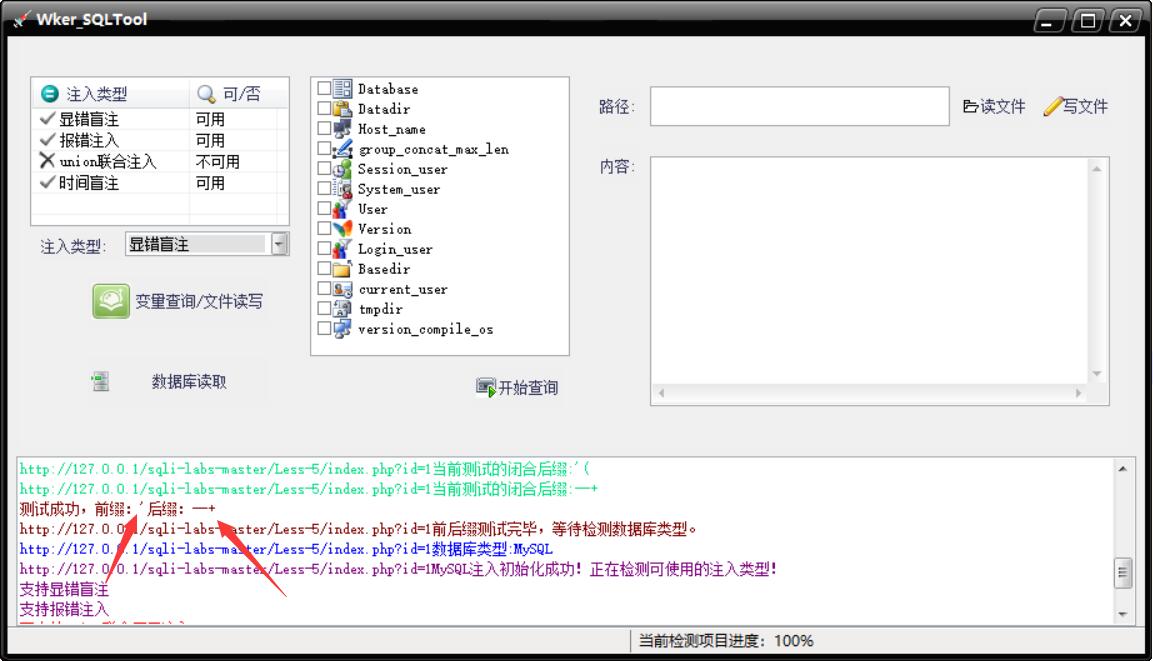 Wker_SQLTool
注入类型 可/否
显错盲注 可用
报错注入 可用
union联合注入 不可用
时间盲注 可用
注入类型: 显错盲注
变量查询/文件读写
数据库读取
Database
Datadir
Host_name
group_concat_max_len
Session_user
System_user
User
Version
Login_user
Basedir
current_user
tmpdir
version_compile_os
开始查询
路径:
读文件
写文件
内容:
http://127.0.0.1/sqli-labs-master/Less-5/index.php?id=1当前测试的闭合后缀:'(
http://127.0.0.1/sqli-labs-master/Less-5/index.php?id=1当前测试的闭合后缀:--+
测试成功，前缀：'后缀：--+
http://127.0.0.1/sqli-labs-master/Less-5/index.php?id=1前后缀测试完毕，等待检测数据库类型。
http://127.0.0.1/sqli-labs-master/Less-5/index.php?id=1数据库类型:MySQL
http://127.0.0.1/sqli-labs-master/Less-5/index.php?id=1MySQL注入初始化成功！正在检测可使用的注入类型！
支持显错盲注
支持报错注入
当前检测项目进度：100%